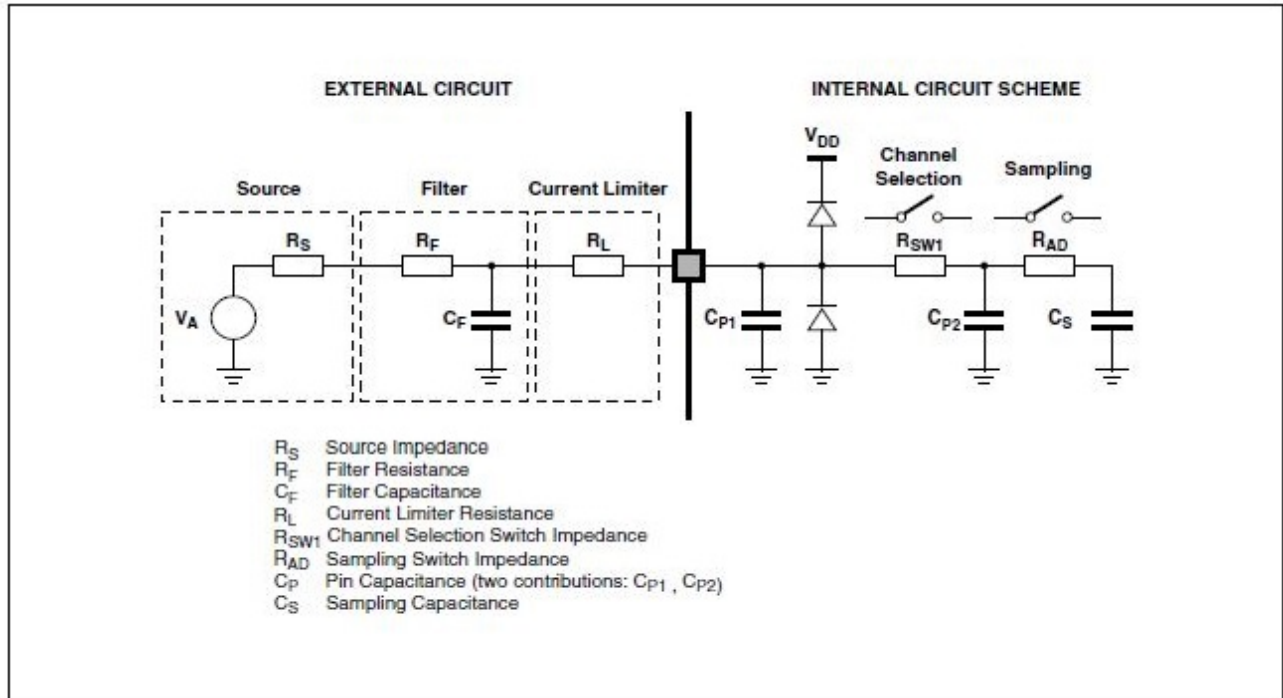 EXTERNAL CIRCUIT
INTERNAL CIRCUIT SCHEME
VDD
Channel
Selection
Sampling
Source
Filter
Current Limiter
RS
RF
RL
RSW1
RAD
VA
CF
CP1
CP2
CS
RS Source Impedance
RF Filter Resistance
CF Filter Capacitance
RL Current Limiter Resistance
RSW1 Channel Selection Switch Impedance
RAD Sampling Switch Impedance
CP Pin Capacitance (two contributions: CP1 , CP2)
CS Sampling Capacitance